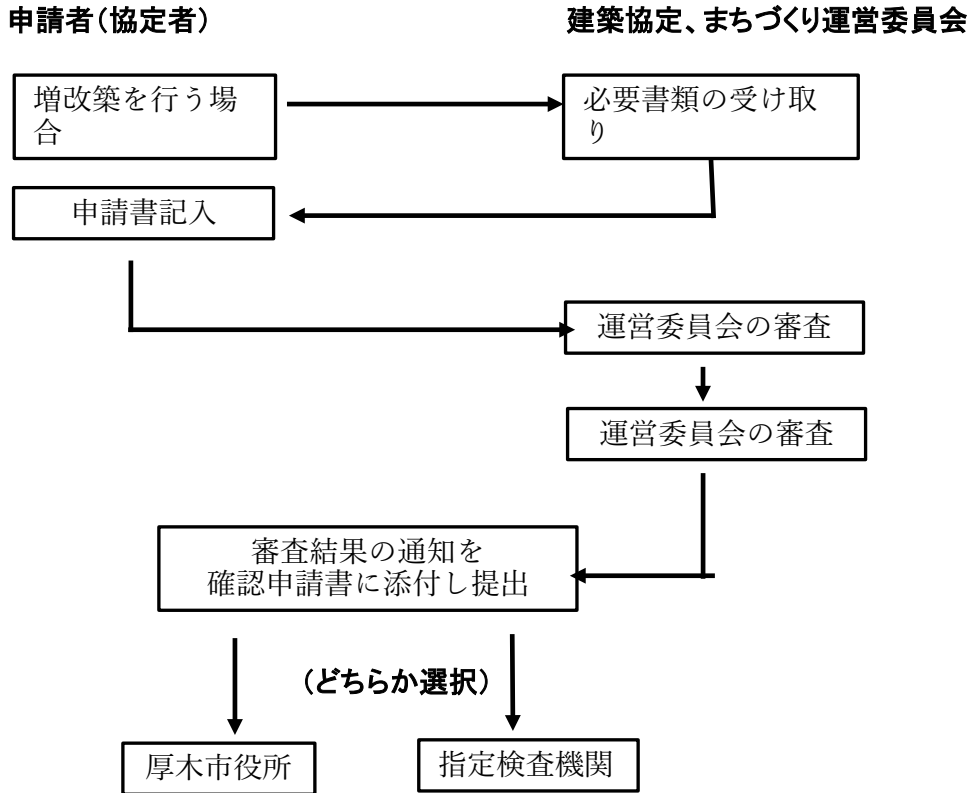 申請者（協定者）
建築協定、まちづくり運営委員会
増改築を行う場
合
必要書類の受け取
り
申請書記入
運営委員会の審査
運営委員会の審査
審査結果の通知を
確認申請書に添付し提出
（どちらか選択）
厚木市役所
指定検査機関